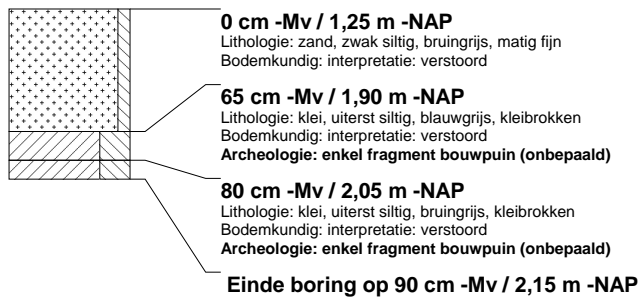 0 cm -Mv / 1,25 m -NAP
Lithologie: zand, zwak siltig, bruingrijs, matig fijn
Bodemkundig: interpretatie: verstoord
65 cm -Mv / 1,90 m -NAP
Lithologie: klei, uiterst siltig, blauwgrijs, kleibrokken
Bodemkundig: interpretatie: verstoord
Archeologie: enkel fragment bouwpuin (onbepaald)
80 cm -Mv / 2,05 m -NAP
Lithologie: klei, uiterst siltig, bruingrijs, kleibrokken
Bodemkundig: interpretatie: verstoord
Archeologie: enkel fragment bouwpuin (onbepaald)
Einde boring op 90 cm -Mv / 2,15 m -NAP